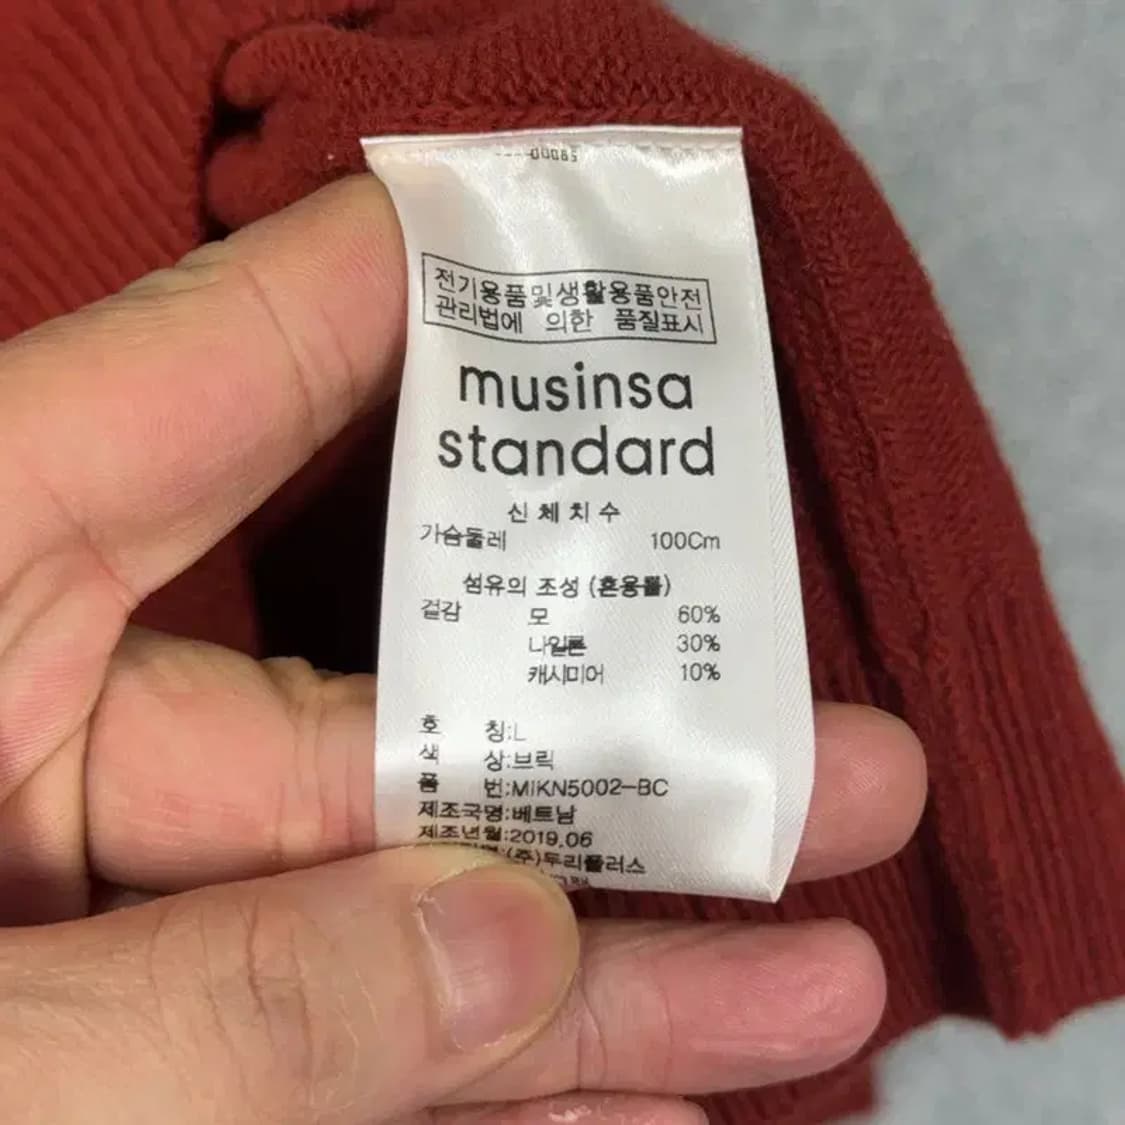 전기용품및생활용품안전
관리법에 의한 품질표시
musinsa
standard
신체치수
가슴둘레 100Cm
섬유의 조성 (혼용률)
겉감 모 60%
나일론 30%
캐시미어 10%
호 칭:L
색 상:브릭
품 번:MIKN5002-BC
제조국명:베트남
제조년월:2019.06
(주)두리플러스